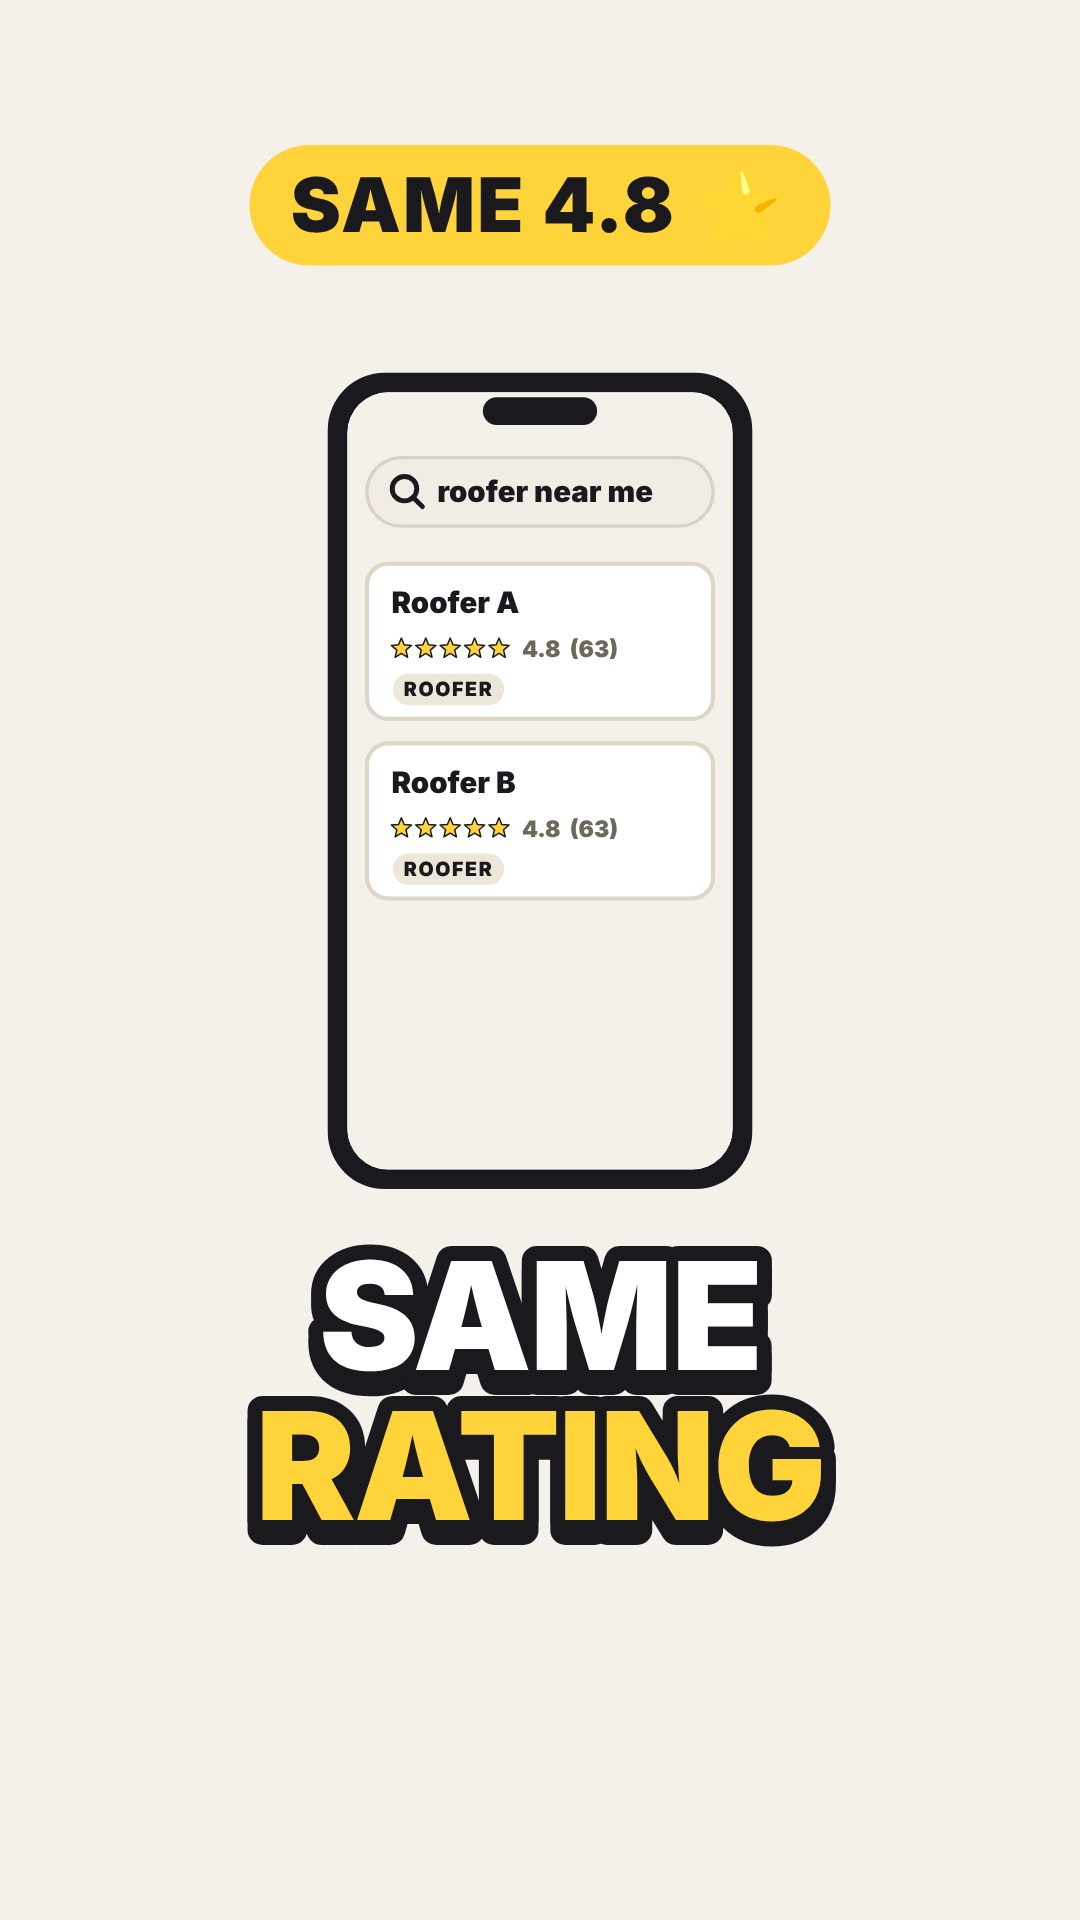 SAME 4.8 ⭐
roofer near me
Roofer A
★★★★★ 4.8 (63)
ROOFER
Roofer B
★★★★★ 4.8 (63)
ROOFER
SAME
RATING